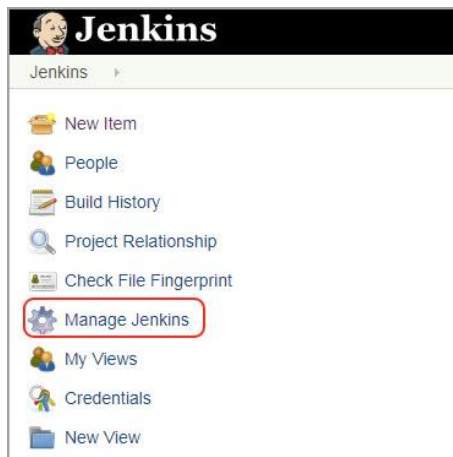 Jenkins
Jenkins
New Item
People
Build History
Project Relationship
Check File Fingerprint
Manage Jenkins
My Views
Credentials
New View